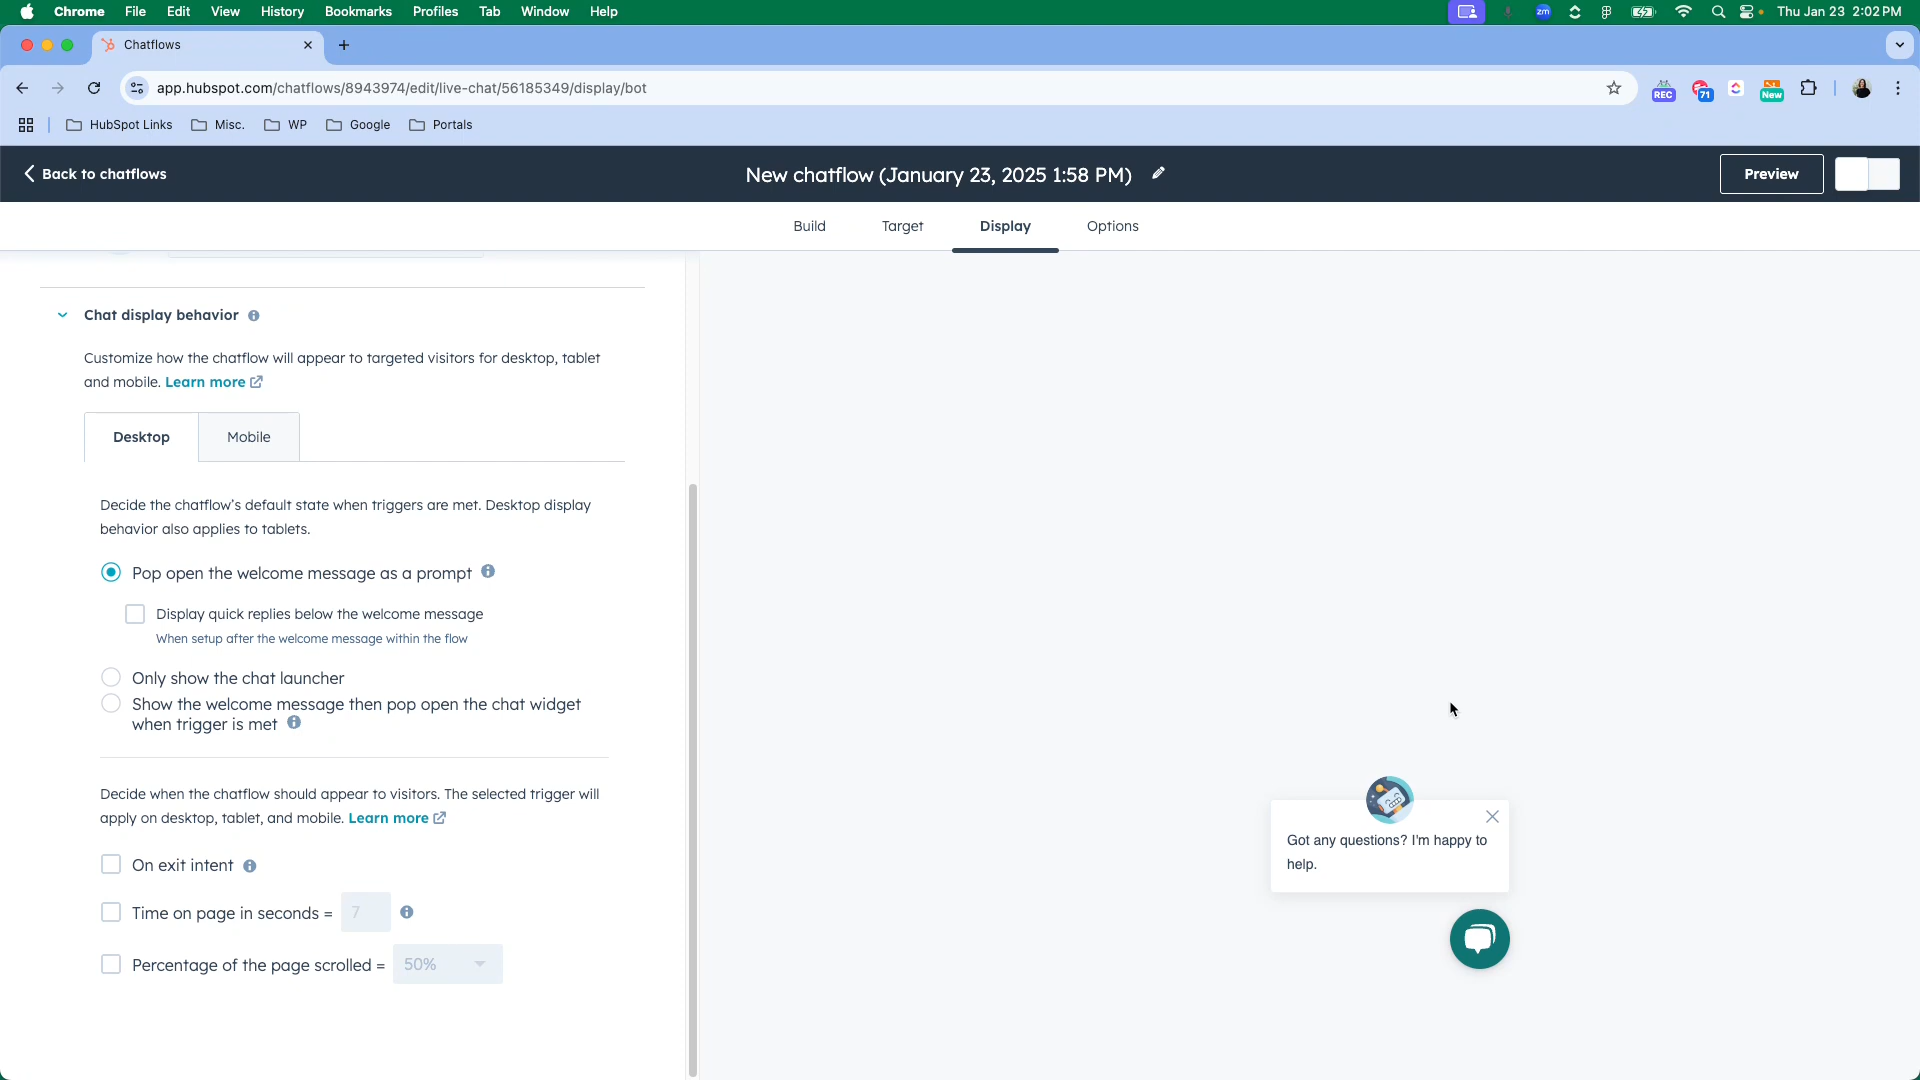 Chrome File Edit View History Bookmarks Profiles Tab Window Help
zm
Thu Jan 23 2:02 PM
Chatflows
app.hubspot.com/chatflows/8943974/edit/live-chat/56185349/display/bot
REC
71
New
HubSpot Links Misc. WP Google Portals
Back to chatflows
New chatflow (January 23, 2025 1:58 PM)
Preview
Build Target Display Options
Chat display behavior
Customize how the chatflow will appear to targeted visitors for desktop, tablet
and mobile. Learn more
Desktop Mobile
Decide the chatflow's default state when triggers are met. Desktop display
behavior also applies to tablets.
Pop open the welcome message as a prompt
Display quick replies below the welcome message
When setup after the welcome message within the flow
Only show the chat launcher
Show the welcome message then pop open the chat widget
when trigger is met
Decide when the chatflow should appear to visitors. The selected trigger will
apply on desktop, tablet, and mobile. Learn more
On exit intent
Time on page in seconds = 7
Percentage of the page scrolled = 50%
Got any questions? I'm happy to
help.